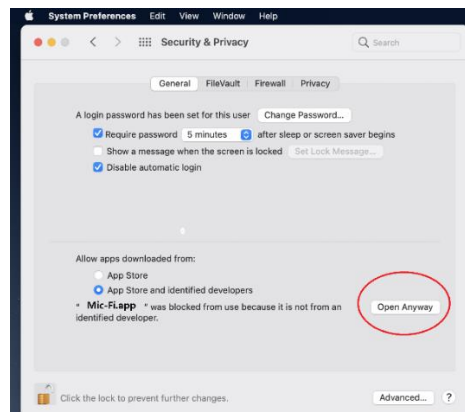 System Preferences Edit View Window Help
Security & Privacy
Search
General FileVault Firewall Privacy
A login password has been set for this user Change Password...
Require password 5 minutes after sleep or screen saver begins
Show a message when the screen is locked Set Lock Message...
Disable automatic login
Allow apps downloaded from:
App Store
App Store and identified developers
" Mic-Fi.app " was blocked from use because it is not from an
identified developer.
Open Anyway
Click the lock to prevent further changes.
Advanced... ?